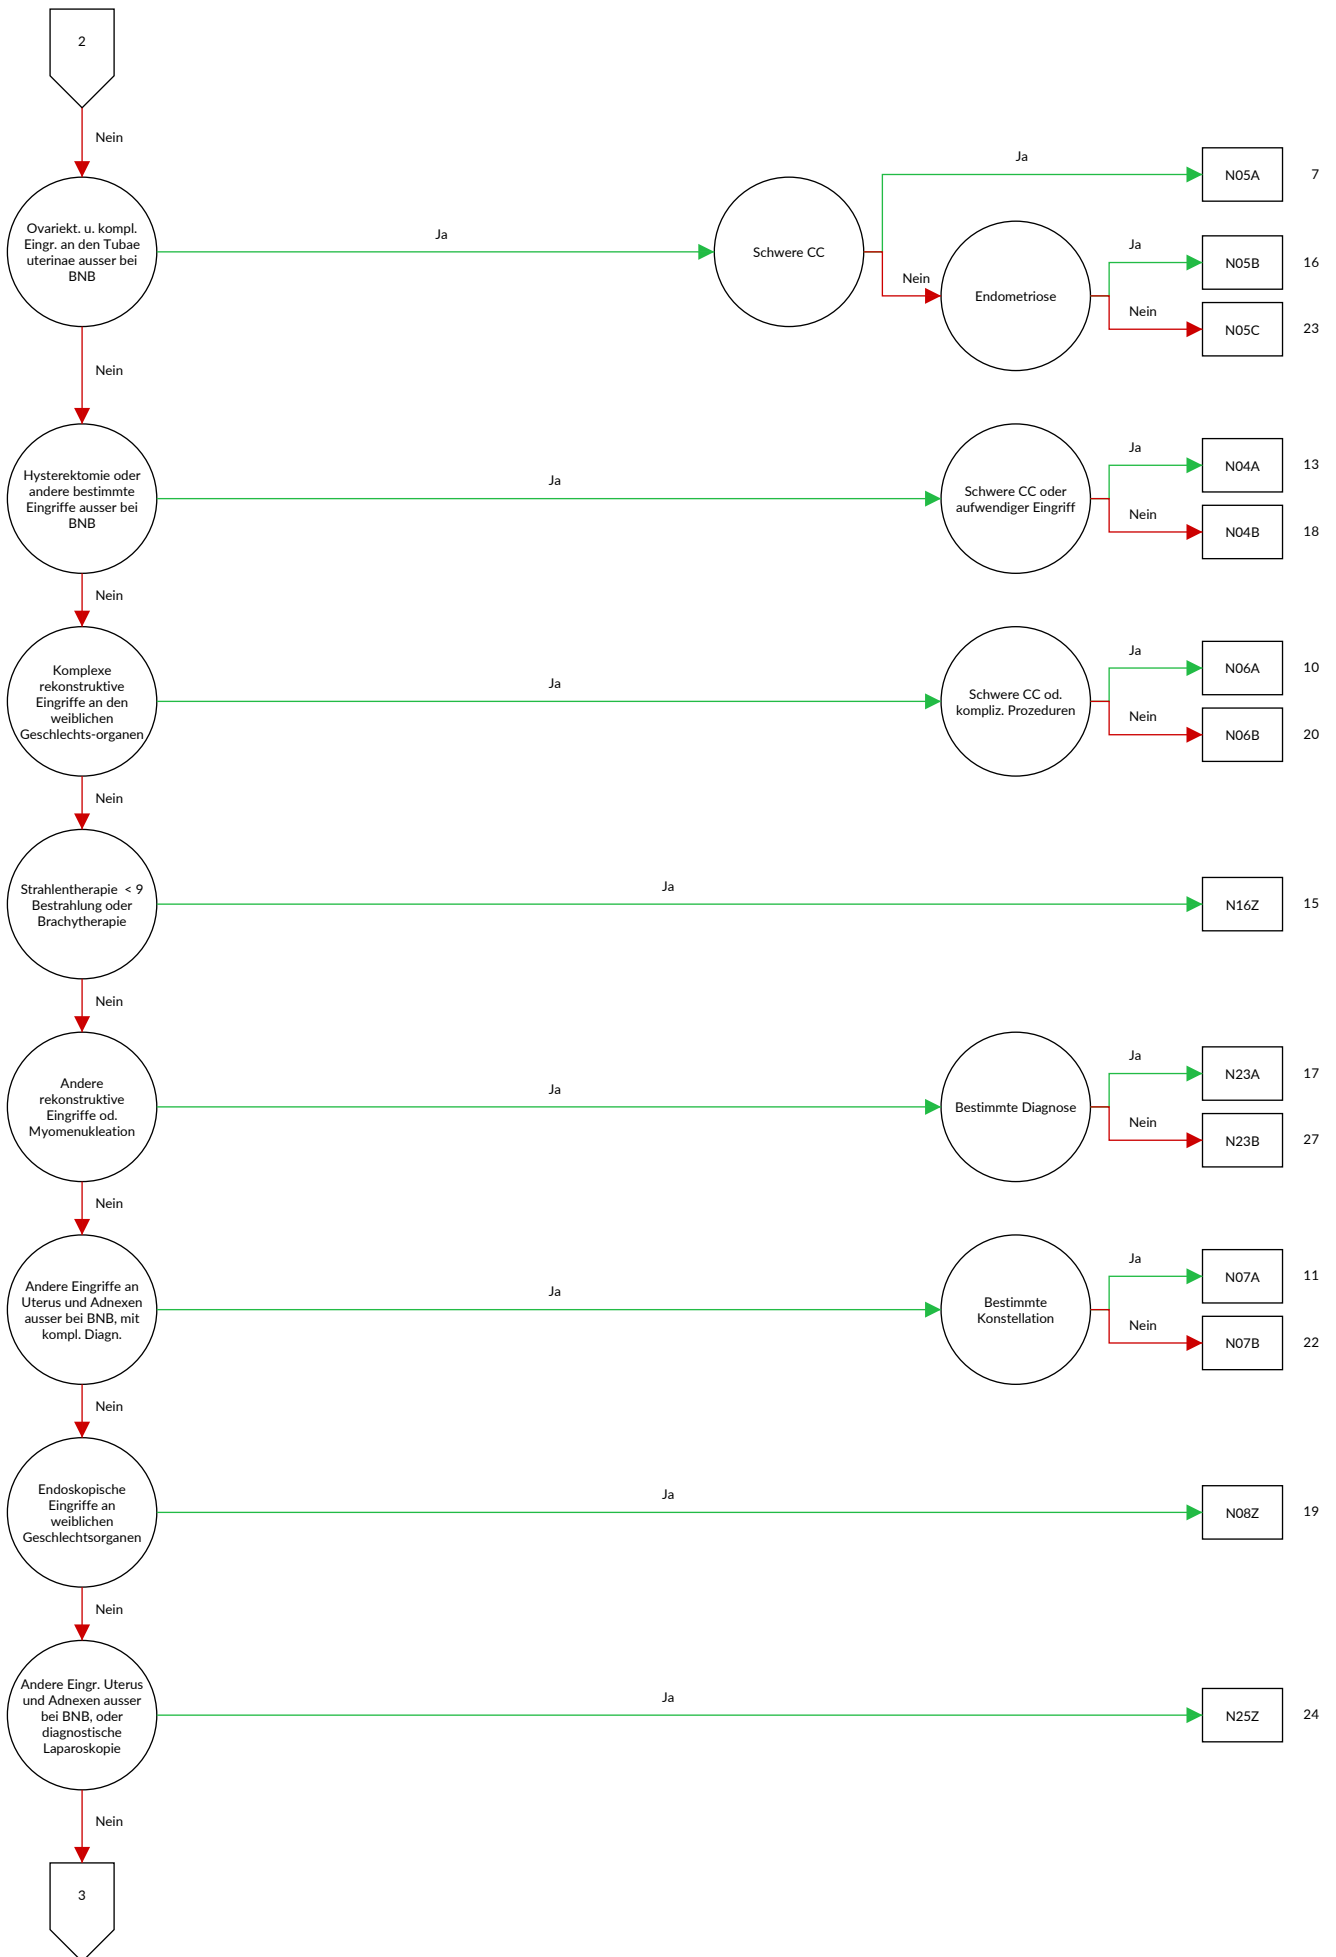 2
Nein
Ovariekt. u. kompl.
Eingr. an den Tubae
uterinae ausser bei
BNB
Ja
Schwere CC
Ja
N05A
7
Nein
Endometriose
Ja
N05B
16
Nein
N05C
23
Nein
Hysterektomie oder
andere bestimmte
Eingriffe ausser bei
BNB
Ja
Schwere CC oder
aufwendiger Eingriff
Ja
N04A
13
Nein
N04B
18
Nein
Komplexe
rekonstruktive
Eingriffe an den
weiblichen
Geschlechts-organen
Ja
Schwere CC od.
kompliz. Prozeduren
Ja
N06A
10
Nein
N06B
20
Nein
Strahlentherapie < 9
Bestrahlung oder
Brachytherapie
Ja
N16Z
15
Nein
Andere
rekonstruktive
Eingriffe od.
Myomenukleation
Ja
Bestimmte Diagnose
Ja
N23A
17
Nein
N23B
27
Nein
Andere Eingriffe an
Uterus und Adnexen
ausser bei BNB, mit
kompl. Diagn.
Ja
Bestimmte
Konstellation
Ja
N07A
11
Nein
N07B
22
Nein
Endoskopische
Eingriffe an
weiblichen
Geschlechtsorganen
Ja
N08Z
19
Nein
Andere Eingr. Uterus
und Adnexen ausser
bei BNB, oder
diagnostische
Laparoskopie
Ja
N25Z
24
Nein
3